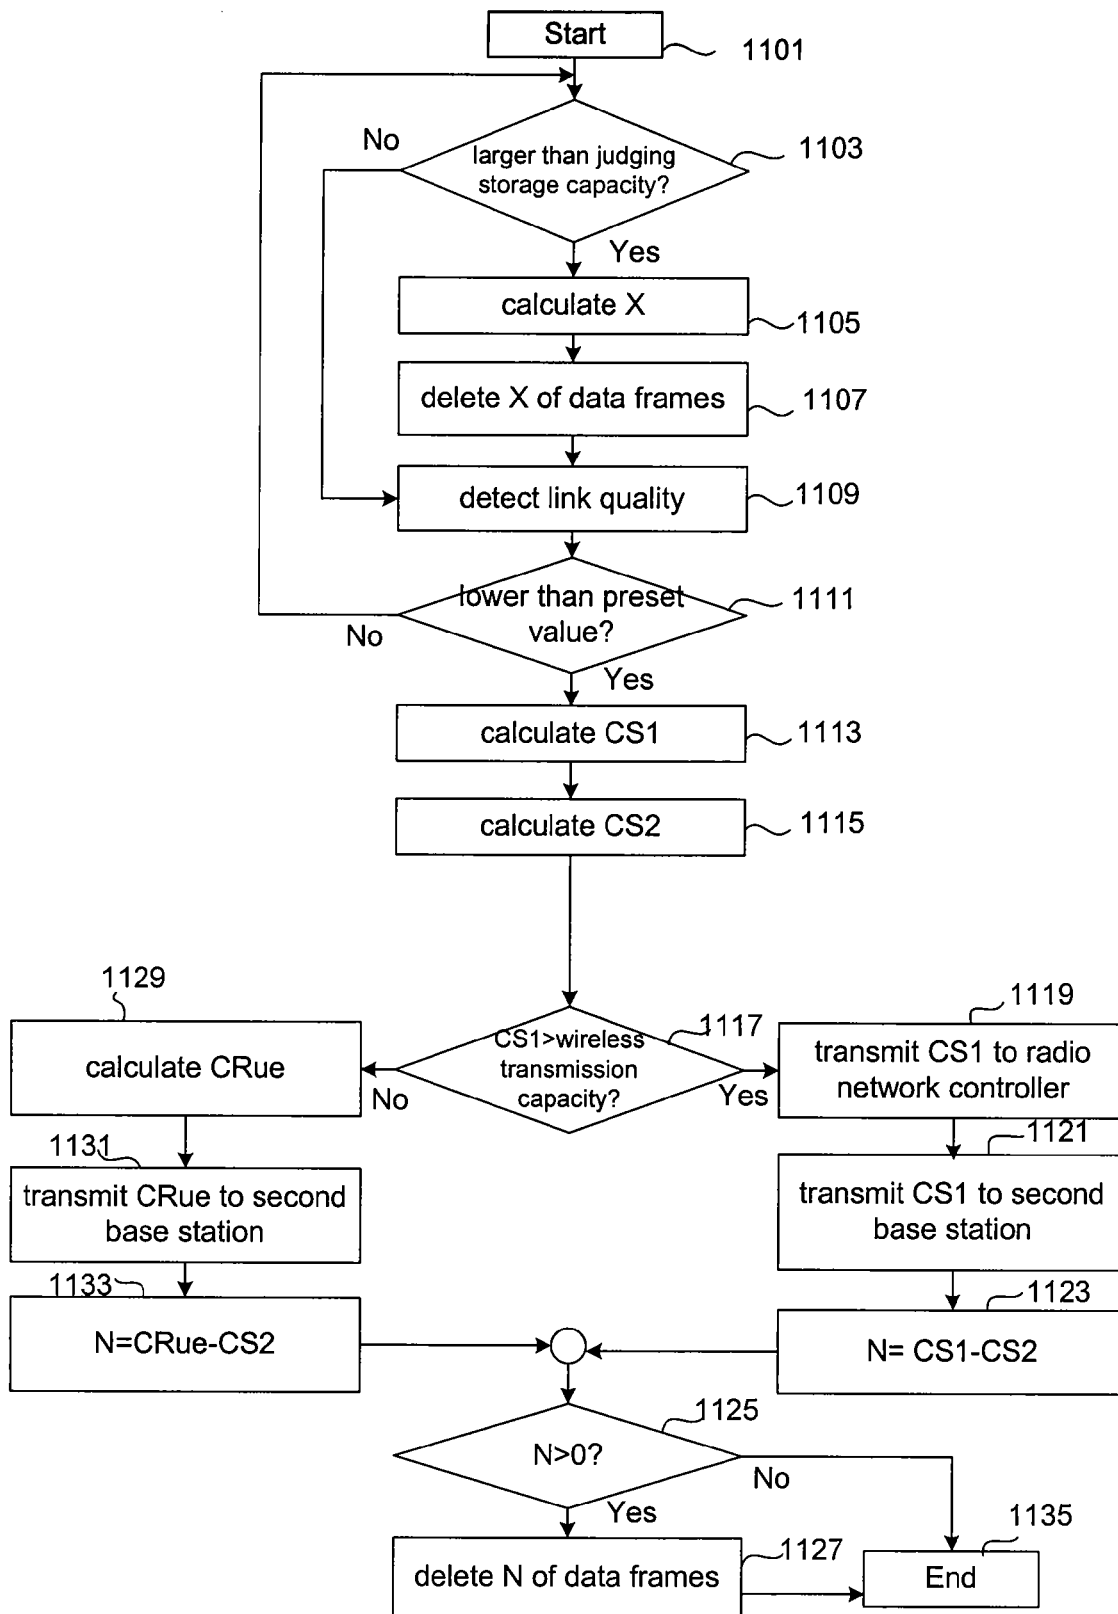 Start
1101
No
larger than judging
storage capacity?
1103
Yes
calculate X
1105
delete X of data frames
1107
detect link quality
1109
lower than preset
value?
1111
No
Yes
calculate CS1
1113
calculate CS2
1115
1129
calculate CRue
CS1>wireless
transmission
capacity?
1117
No
Yes
1119
transmit CS1 to radio
network controller
1131
transmit CRue to second
base station
1121
transmit CS1 to second
base station
1133
N=CRue-CS2
1123
N= CS1-CS2
1125
N>0?
No
Yes
delete N of data frames
1127
1135
End